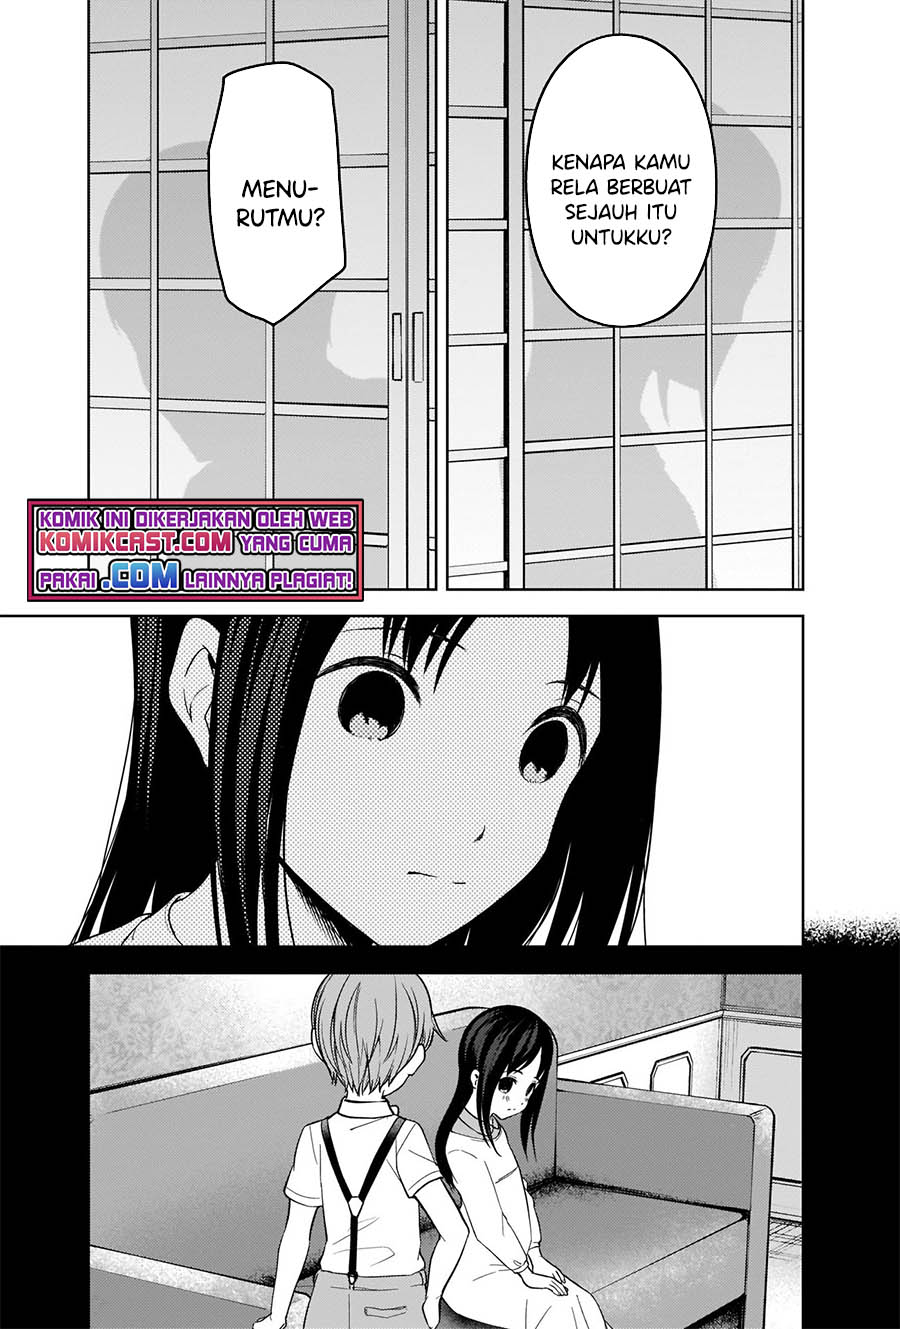 KENAPA KAMU
RELA BERBUAT
SEJAUH ITU
UNTUKKU?
MENU-
RUTMU?
KOMIK INI DIKERJAKAN OLEH WEB
KOMIKCAST.COM YANG CUMA
PAKAI .COM LAINNYA PLAGIAT!